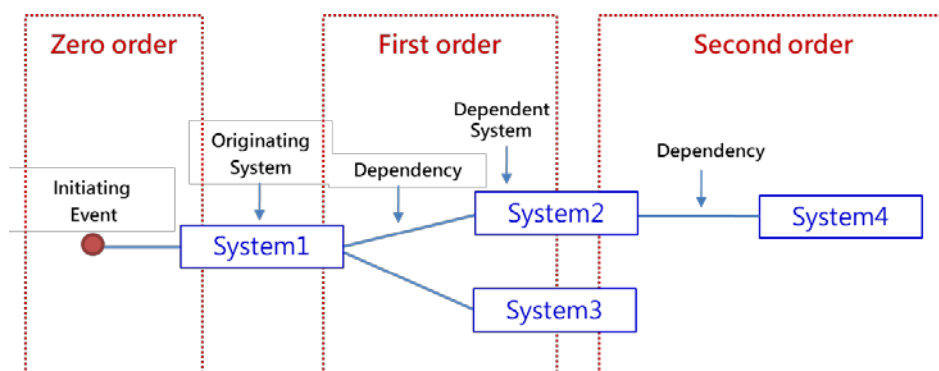 Zero order
First order
Second order
Dependent
System
Originating
System
Dependency
Dependency
Initiating
Event
System1
System2
System4
System3